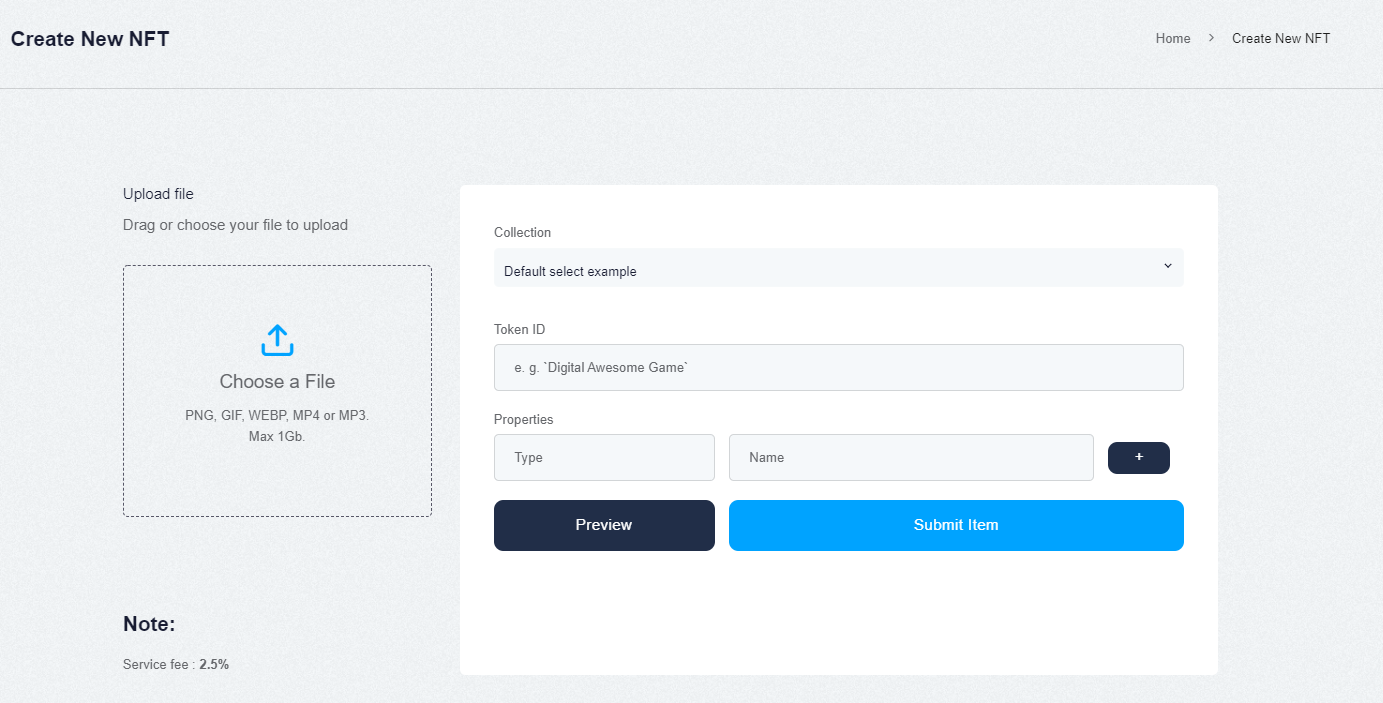 Create New NFT
Home > Create New NFT
Upload file
Drag or choose your file to upload
Choose a File
PNG, GIF, WEBP, MP4 or MP3.
Max 1Gb.
Note:
Service fee : 2.5%
Collection
Default select example
Token ID
e. g. `Digital Awesome Game`
Properties
Type Name +
Preview Submit Item